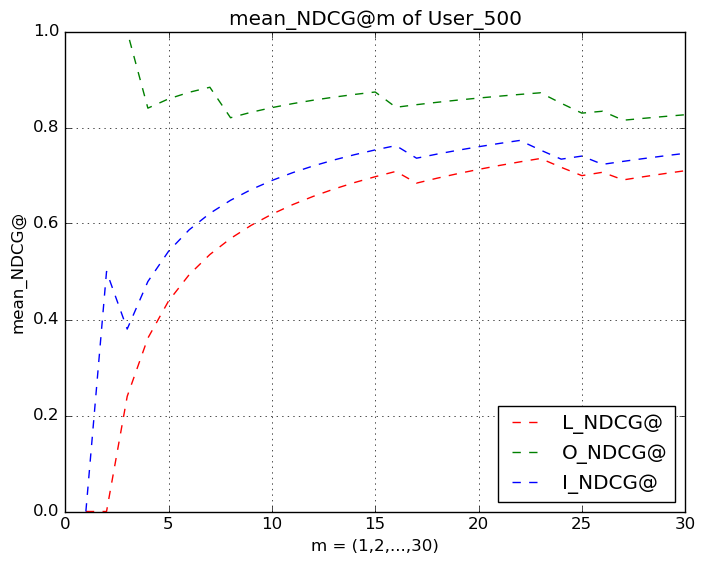 mean_NDCG@m of User_500
1.0
0.8
0.6
0.4
0.2
0.0
mean_NDCG@
0 5 10 15 20 25 30
m = (1,2,...,30)
L_NDCG@
O_NDCG@
I_NDCG@